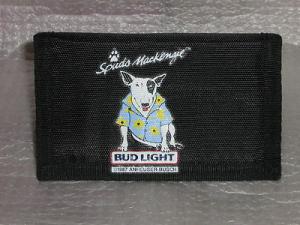 Spuds MacKenzie
BUD LIGHT
©1987 ANHEUSER-BUSCH